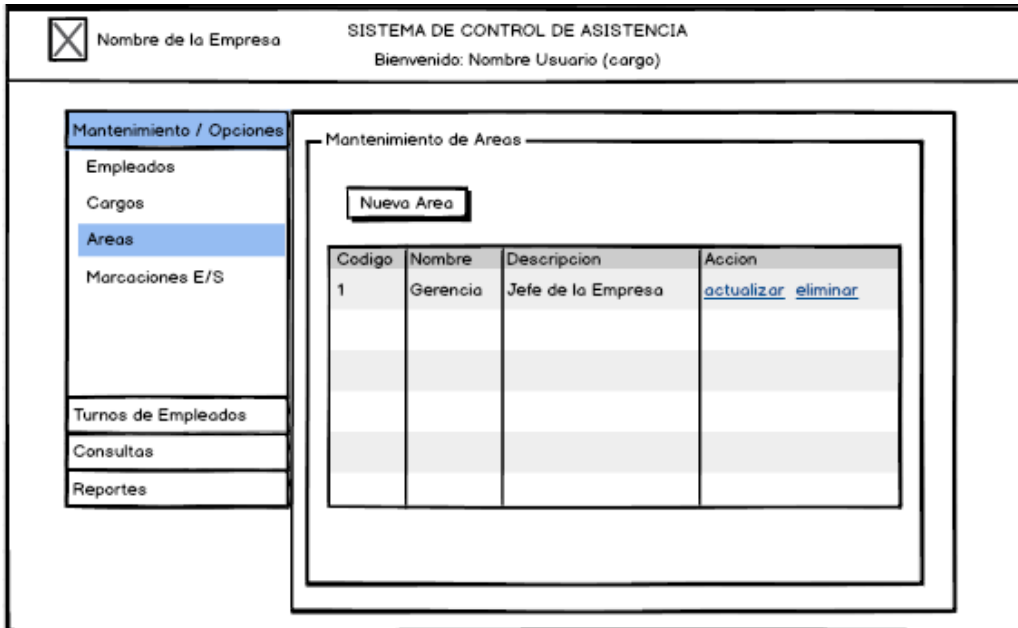 Nombre de la Empresa
SISTEMA DE CONTROL DE ASISTENCIA
Bienvenido: Nombre Usuario (cargo)
Mantenimiento / Opciones
Empleados
Cargos
Areas
Marcaciones E/S
Turnos de Empleados
Consultas
Reportes
Mantenimiento de Areas
Nueva Area
Codigo Nombre Descripcion Accion
1 Gerencia Jefe de la Empresa actualizar eliminar